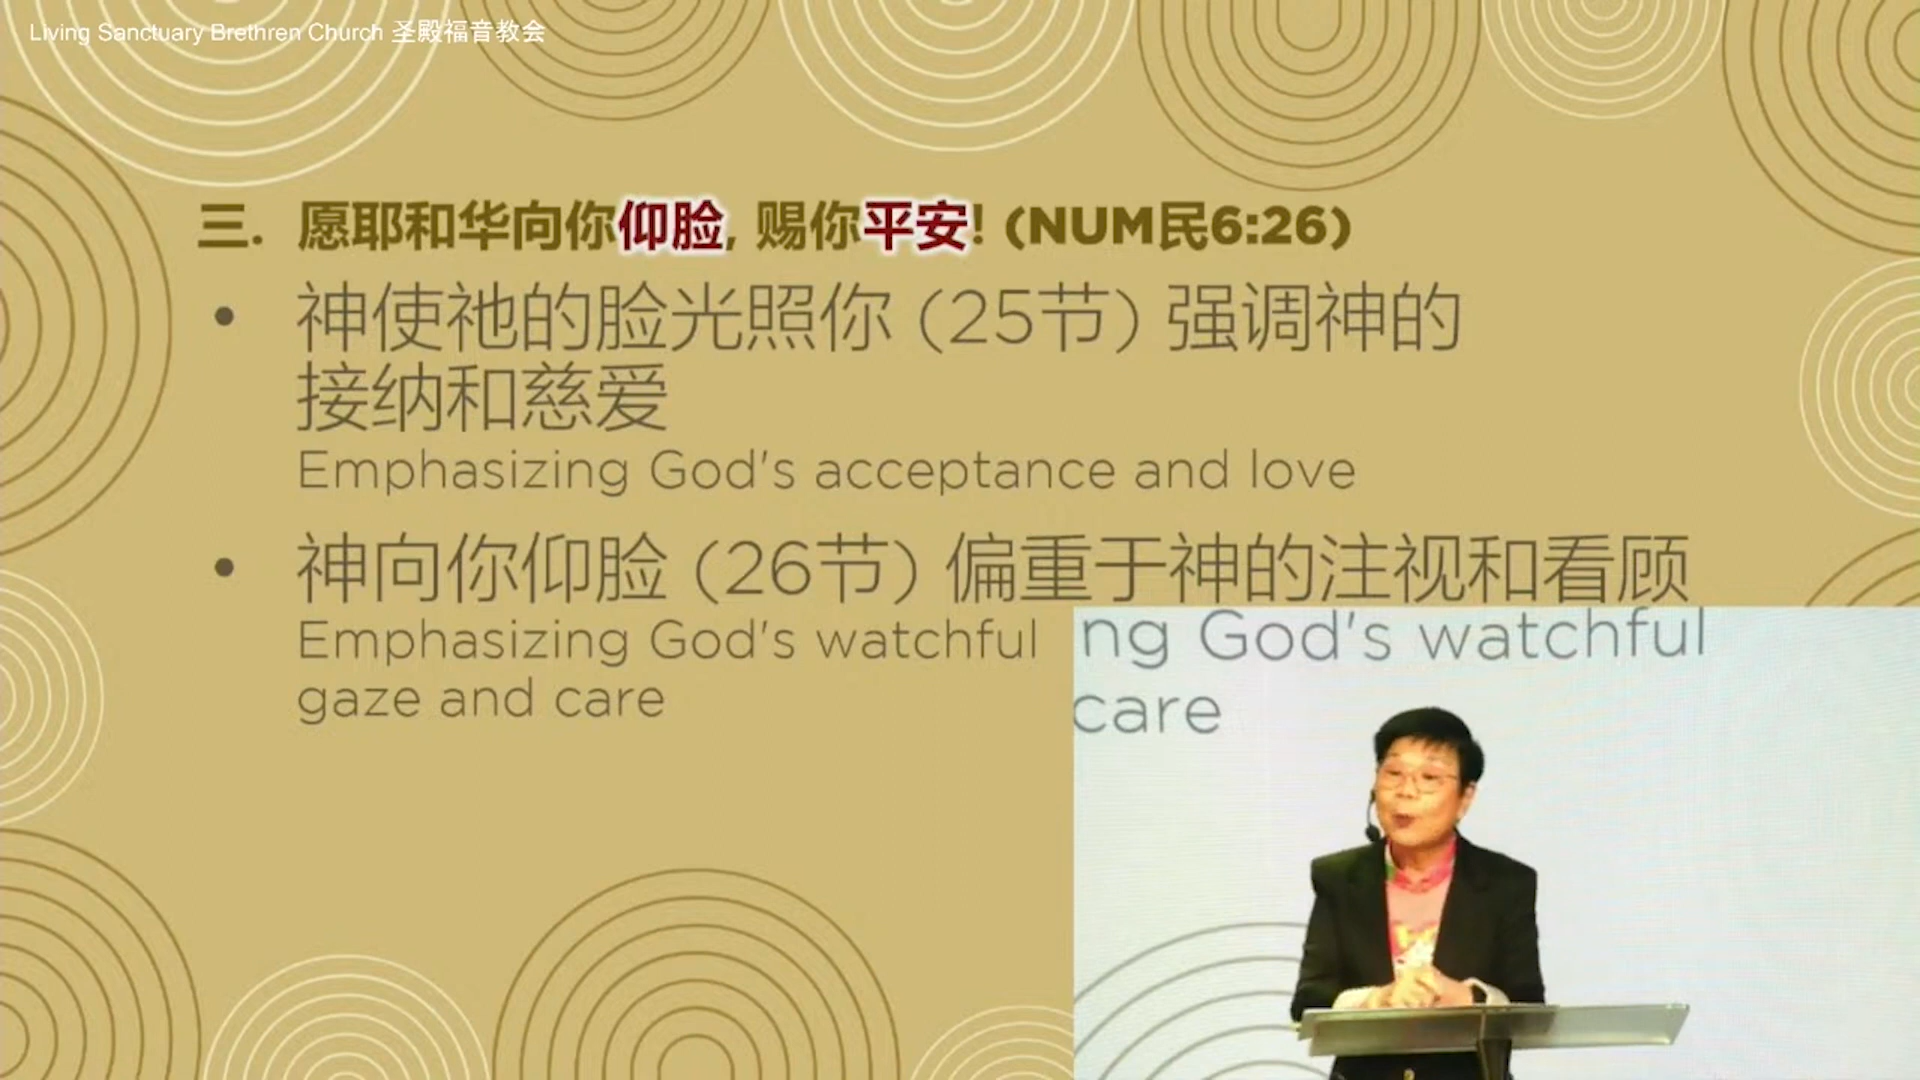 Living Sanctuary Brethren Church 圣殿福音教会
三. 愿耶和华向你仰脸, 赐你平安! (NUM民6:26)
• 神使祂的脸光照你 (25节) 强调神的
接纳和慈爱
Emphasizing God's acceptance and love
• 神向你仰脸 (26节) 偏重于神的注视和看顾
Emphasizing God's watchful
gaze and care
ng God's watchful
care